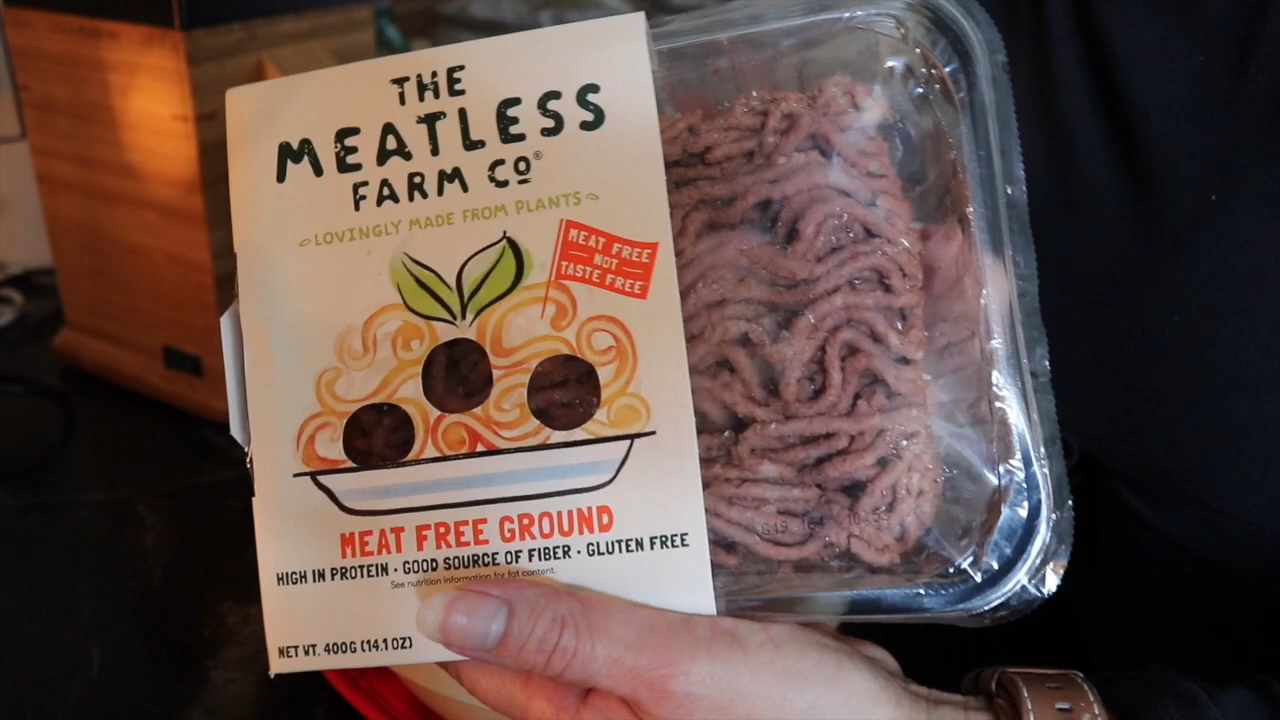 THE
MEATLESS
FARM Cº®
LOVINGLY MADE FROM PLANTS
MEAT FREE
NOT
TASTE FREE
MEAT FREE GROUND
HIGH IN PROTEIN · GOOD SOURCE OF FIBER · GLUTEN FREE
See nutrition information for fat content.
NET WT. 400G (14.1 OZ)